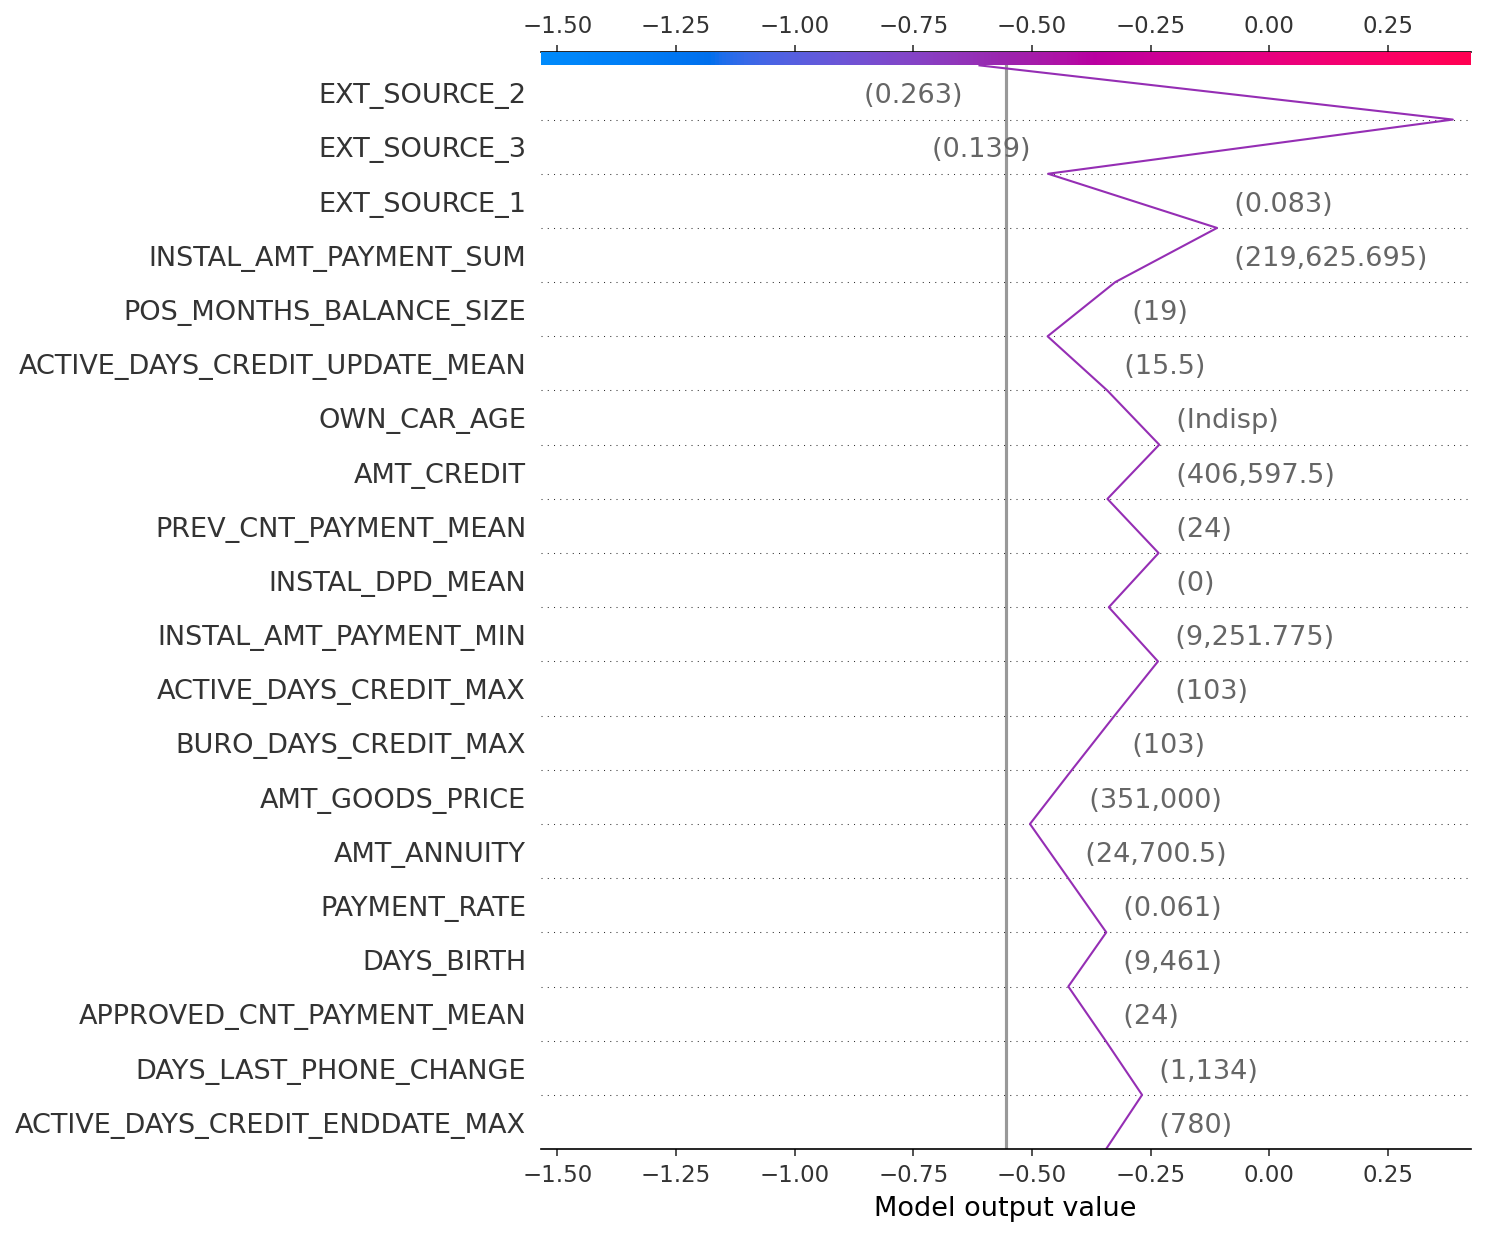 −1.50 −1.25 −1.00 −0.75 −0.50 −0.25 0.00 0.25
EXT_SOURCE_2 (0.263)
EXT_SOURCE_3 (0.139)
EXT_SOURCE_1 (0.083)
INSTAL_AMT_PAYMENT_SUM (219,625.695)
POS_MONTHS_BALANCE_SIZE (19)
ACTIVE_DAYS_CREDIT_UPDATE_MEAN (15.5)
OWN_CAR_AGE (Indisp)
AMT_CREDIT (406,597.5)
PREV_CNT_PAYMENT_MEAN (24)
INSTAL_DPD_MEAN (0)
INSTAL_AMT_PAYMENT_MIN (9,251.775)
ACTIVE_DAYS_CREDIT_MAX (103)
BURO_DAYS_CREDIT_MAX (103)
AMT_GOODS_PRICE (351,000)
AMT_ANNUITY (24,700.5)
PAYMENT_RATE (0.061)
DAYS_BIRTH (9,461)
APPROVED_CNT_PAYMENT_MEAN (24)
DAYS_LAST_PHONE_CHANGE (1,134)
ACTIVE_DAYS_CREDIT_ENDDATE_MAX (780)
−1.50 −1.25 −1.00 −0.75 −0.50 −0.25 0.00 0.25
Model output value